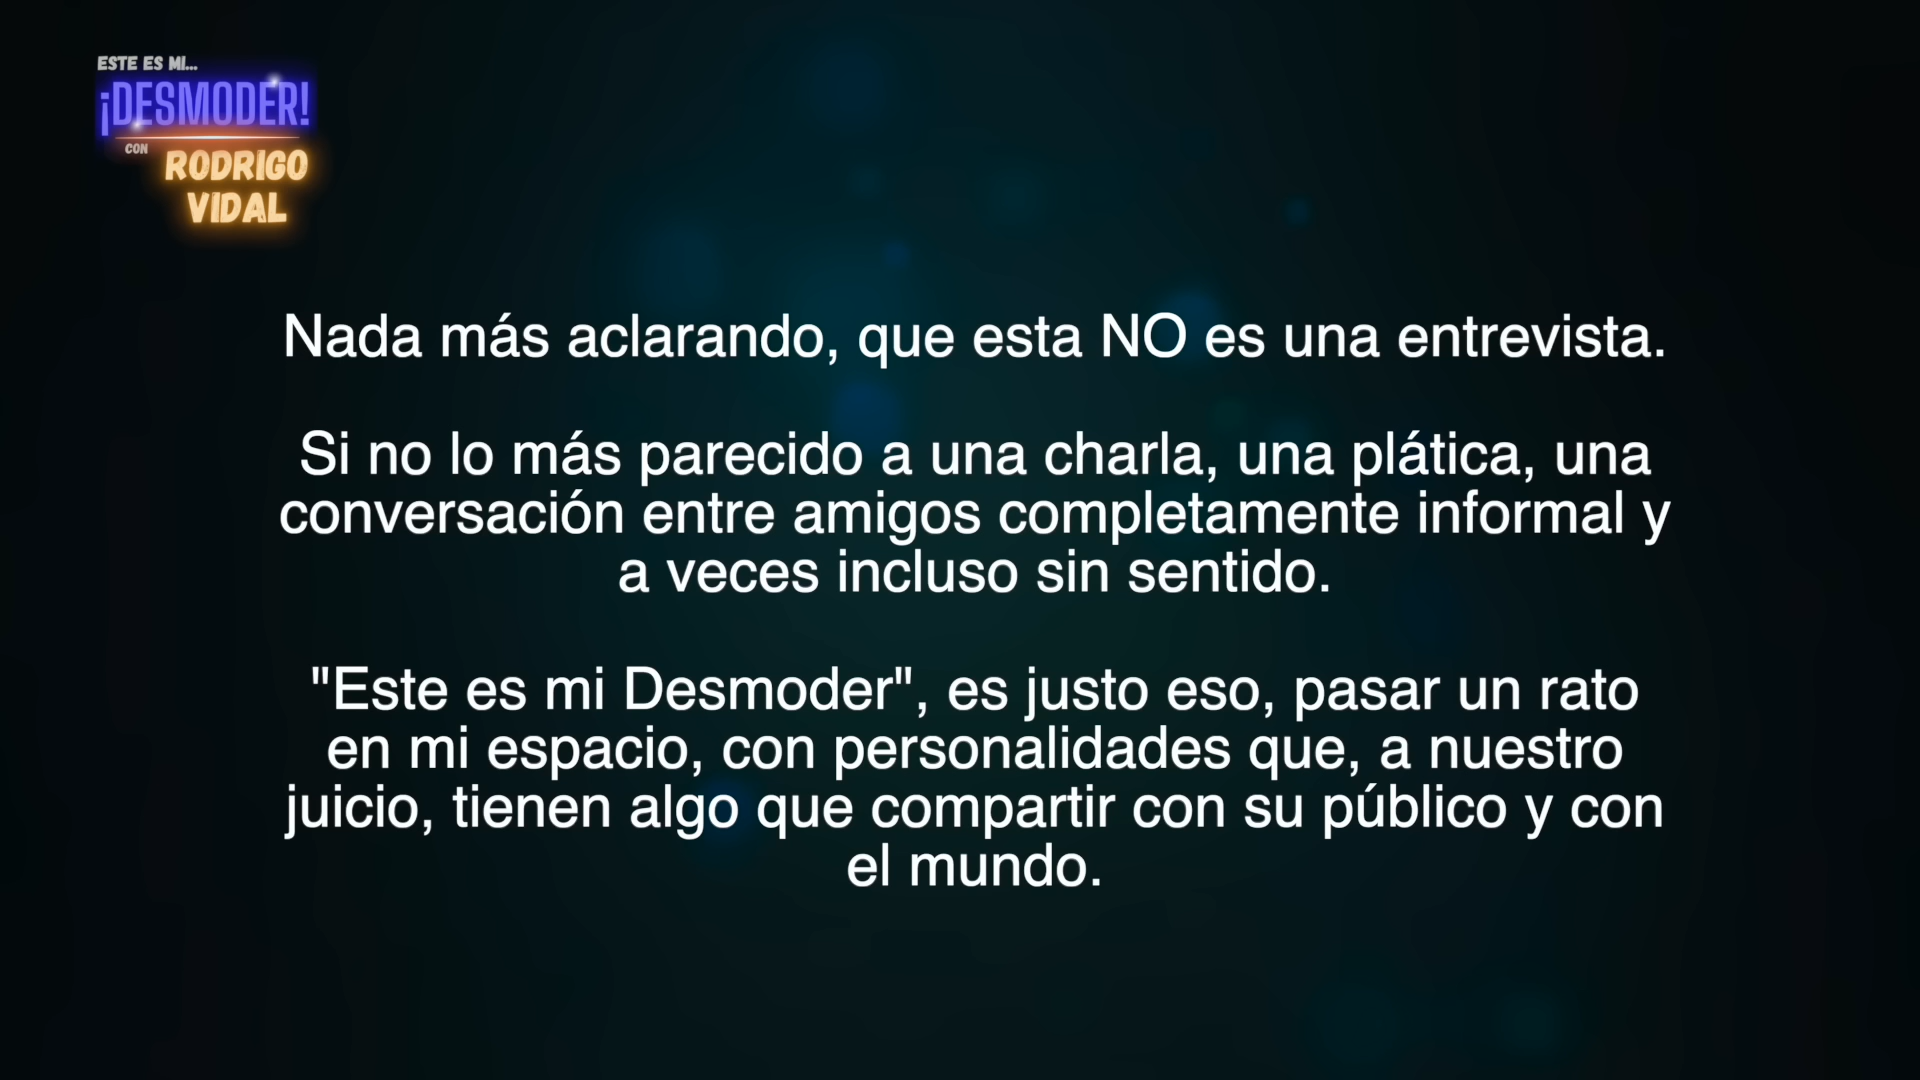 ESTE ES MI...
¡DESMODER!
CON
RODRIGO
VIDAL
Nada más aclarando, que esta NO es una entrevista.
Si no lo más parecido a una charla, una plática, una
conversación entre amigos completamente informal y
a veces incluso sin sentido.
"Este es mi Desmoder", es justo eso, pasar un rato
en mi espacio, con personalidades que, a nuestro
juicio, tienen algo que compartir con su público y con
el mundo.